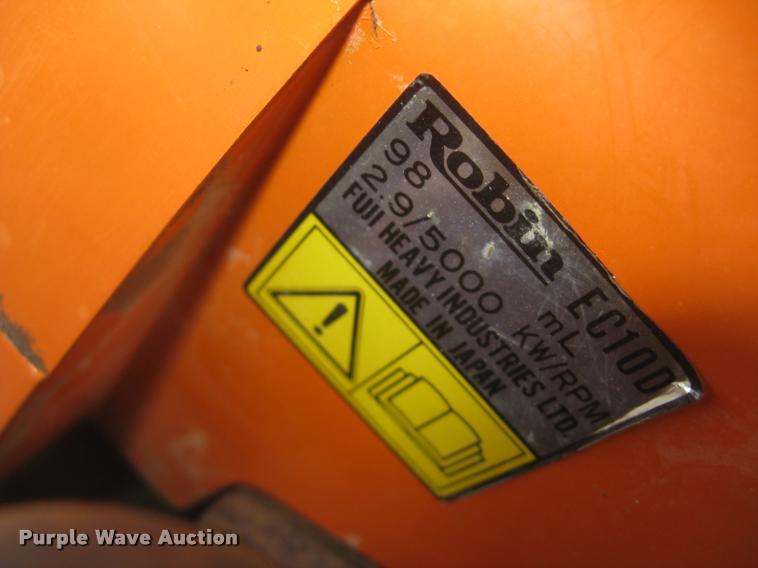 Robin EC10D
98 mL
2.9/5000 KW/RPM
FUJI HEAVY INDUSTRIES LTD.
MADE IN JAPAN
Purple Wave Auction